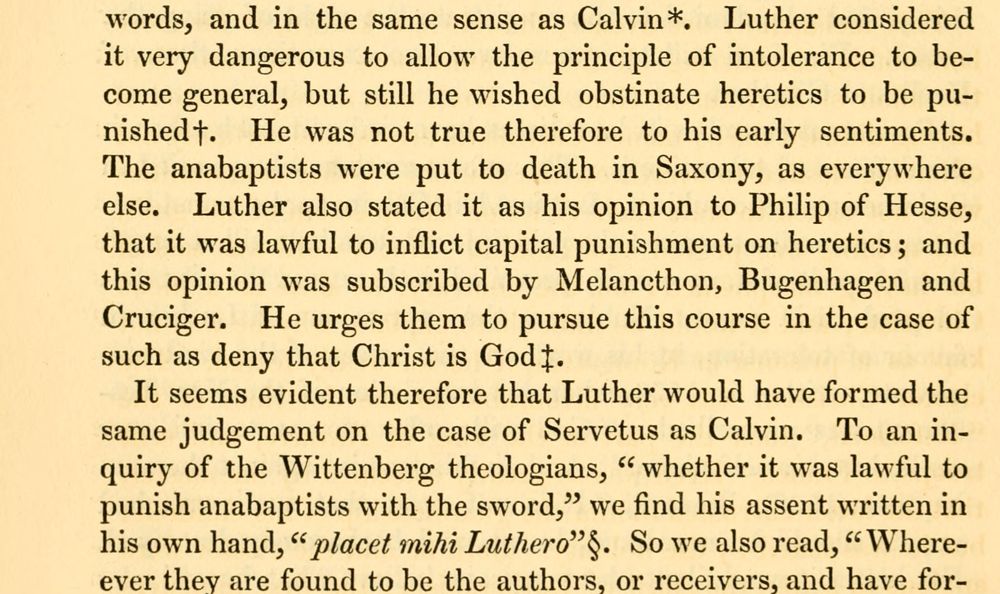 words, and in the same sense as Calvin*. Luther considered
it very dangerous to allow the principle of intolerance to be-
come general, but still he wished obstinate heretics to be pu-
nished†. He was not true therefore to his early sentiments.
The anabaptists were put to death in Saxony, as everywhere
else. Luther also stated it as his opinion to Philip of Hesse,
that it was lawful to inflict capital punishment on heretics; and
this opinion was subscribed by Melancthon, Bugenhagen and
Cruciger. He urges them to pursue this course in the case of
such as deny that Christ is God‡.
It seems evident therefore that Luther would have formed the
same judgement on the case of Servetus as Calvin. To an in-
quiry of the Wittenberg theologians, “whether it was lawful to
punish anabaptists with the sword,” we find his assent written in
his own hand, “placet mihi Luthero”§. So we also read, “Where-
ever they are found to be the authors, or receivers, and have for-